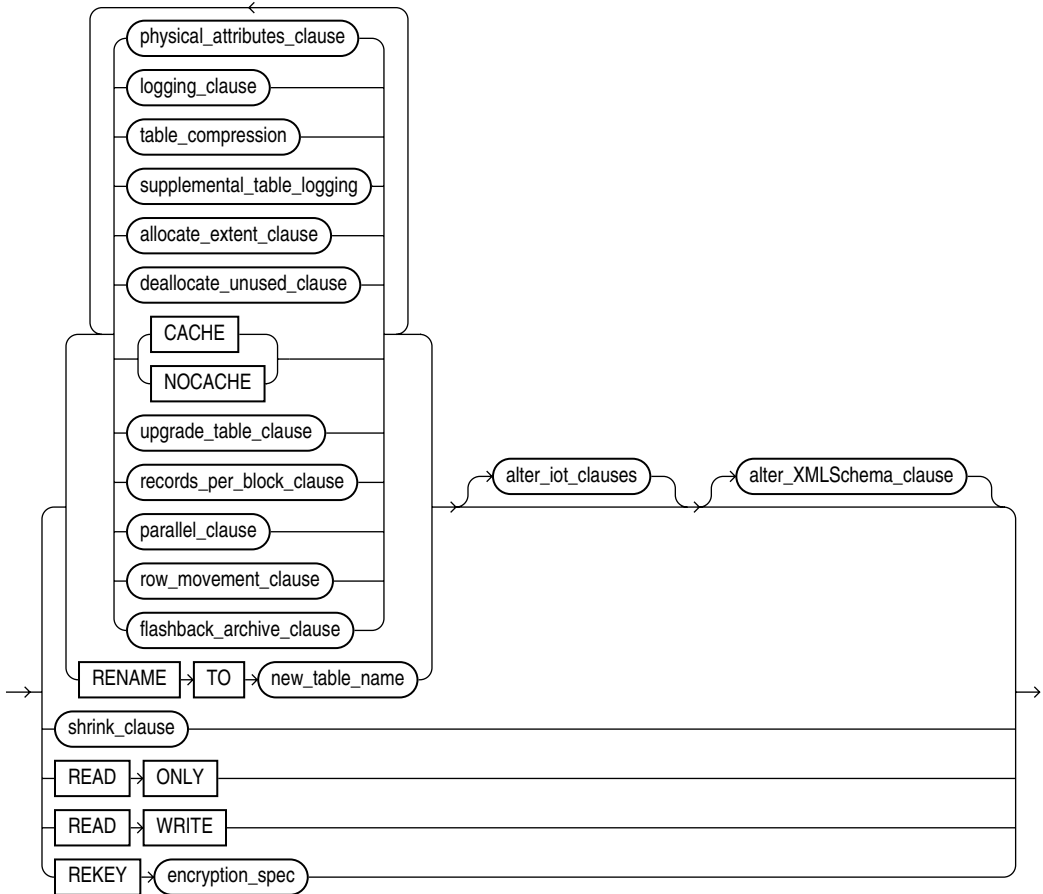 physical_attributes_clause
logging_clause
table_compression
supplemental_table_logging
allocate_extent_clause
deallocate_unused_clause
CACHE
NOCACHE
upgrade_table_clause
records_per_block_clause
alter_iot_clauses alter_XMLSchema_clause
parallel_clause
row_movement_clause
flashback_archive_clause
RENAME TO new_table_name
shrink_clause
READ ONLY
READ WRITE
REKEY encryption_spec